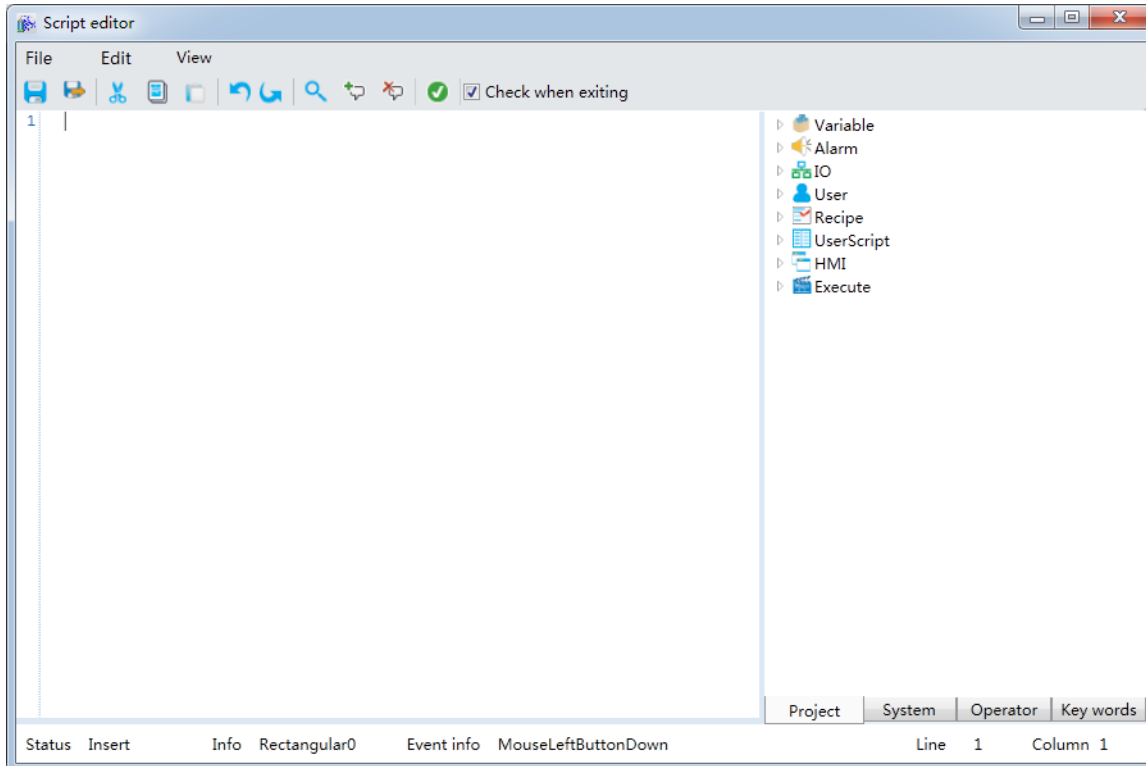 Script editor
File Edit View
Check when exiting
1
Variable
Alarm
IO
User
Recipe
UserScript
HMI
Execute
Project System Operator Key words
Status Insert Info Rectangular0 Event info MouseLeftButtonDown Line 1 Column 1